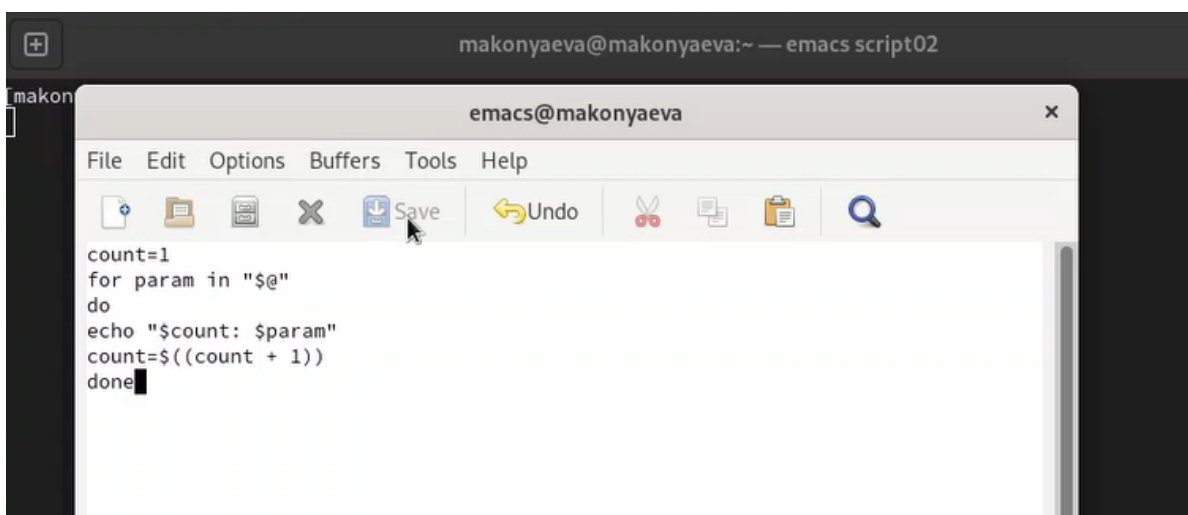 makonyaeva@makonyaeva:~ — emacs script02
[makon
emacs@makonyaeva
File Edit Options Buffers Tools Help
Save Undo
count=1
for param in "$@"
do
echo "$count: $param"
count=$((count + 1))
done